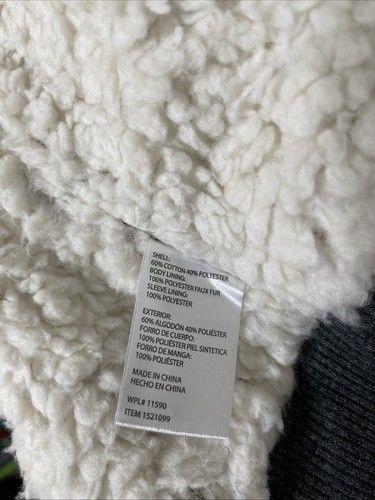 SHELL:
60% COTTON 40% POLYESTER
BODY LINING:
100% POLYESTER FAUX FUR
SLEEVE LINING:
100% POLYESTER
EXTERIOR:
60% ALGODÓN 40% POLIÉSTER
FORRO DE CUERPO:
100% POLIÉSTER PIEL SINTETICA
FORRO DE MANGA:
100% POLIÉSTER
MADE IN CHINA
HECHO EN CHINA
WPL# 11590
ITEM 1521099